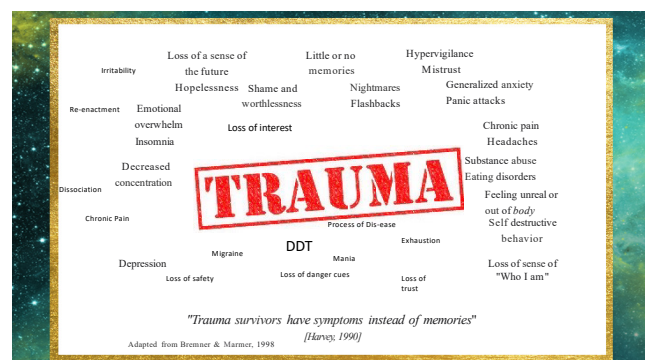 Loss of a sense of
the future
Little or no
memories
Hypervigilance
Mistrust
Irritability
Hopelessness
Shame and
worthlessness
Nightmares
Flashbacks
Generalized anxiety
Panic attacks
Re-enactment
Emotional
overwhelm
Insomnia
Loss of interest
Chronic pain
Headaches
Decreased
concentration
TRAUMA
Substance abuse
Eating disorders
Dissociation
Feeling unreal or
out of body
Chronic Pain
Process of Dis-ease
Self destructive
behavior
Migraine
DDT
Exhaustion
Mania
Depression
Loss of safety
Loss of danger cues
Loss of
trust
Loss of sense of
"Who I am"
"Trauma survivors have symptoms instead of memories"
[Harvey, 1990]
Adapted from Bremner & Marmer, 1998